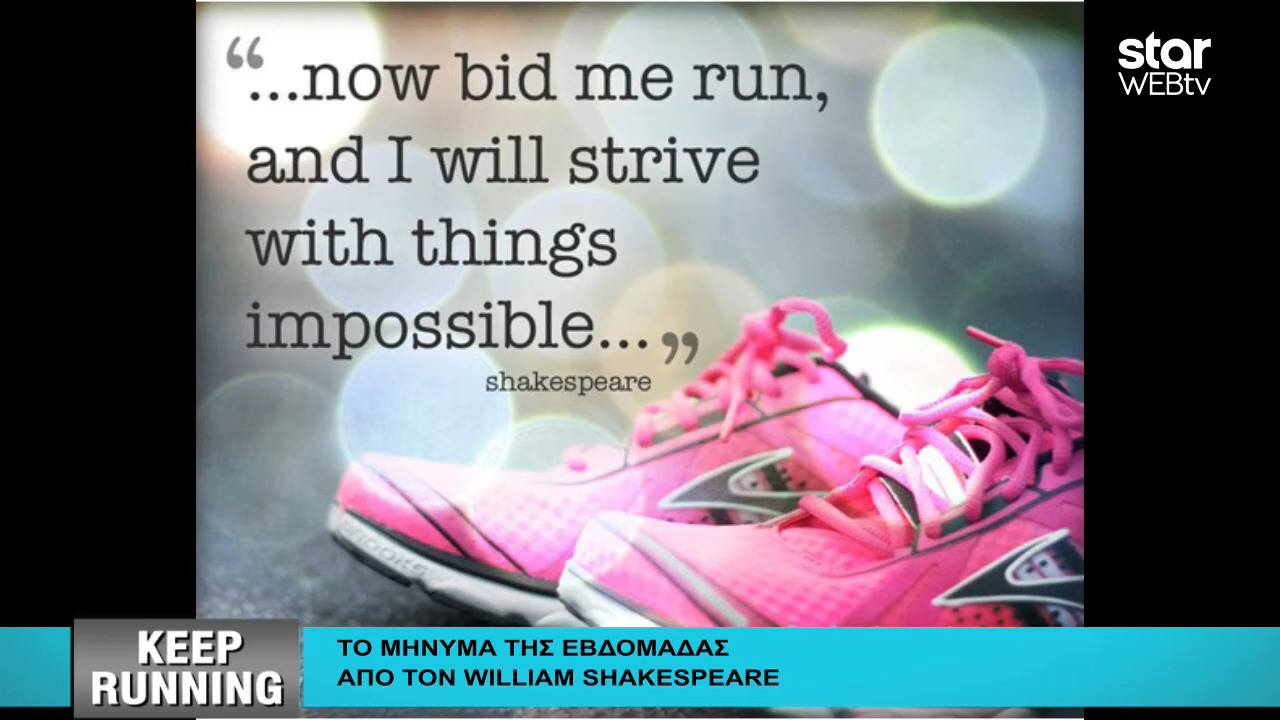 “...now bid me run,
and I will strive
with things
impossible...”
shakespeare
star
WEBtv
KEEP
RUNNING
ΤΟ ΜΗΝΥΜΑ ΤΗΣ ΕΒΔΟΜΑΔΑΣ
ΑΠΟ ΤΟΝ WILLIAM SHAKESPEARE